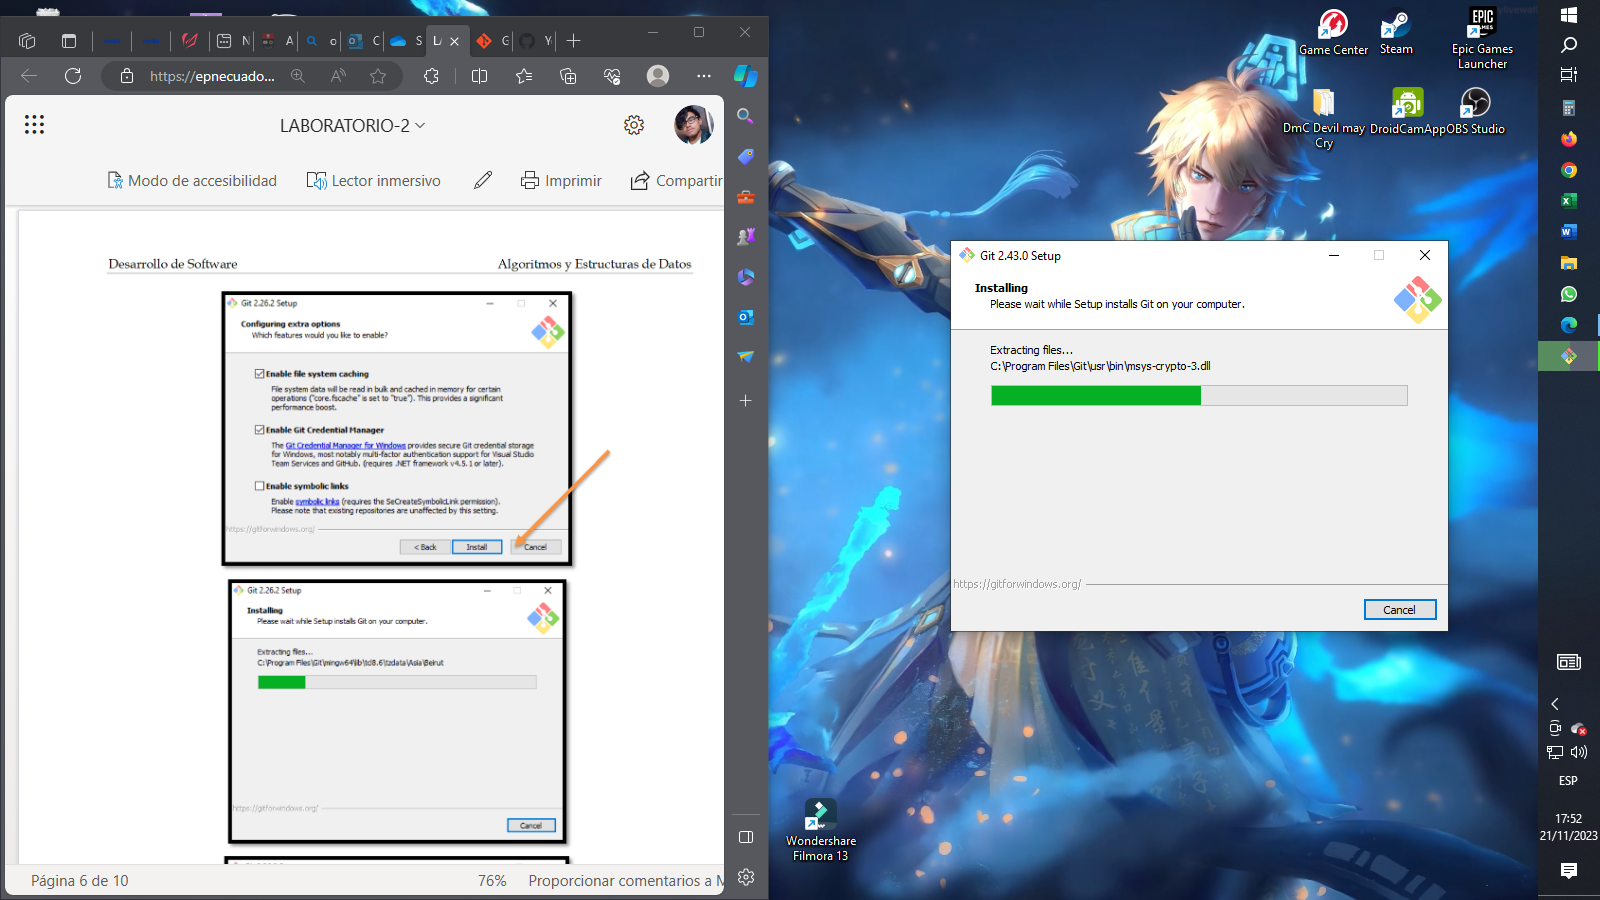 https://epnecuado...
LABORATORIO-2
Modo de accesibilidad
Lector inmersivo
Imprimir
Compartir
Desarrollo de Software
Algoritmos y Estructuras de Datos
Git 2.26.2 Setup
Configuring extra options
Which features would you like to enable?
Enable file system caching
File system data will be read in bulk and cached in memory for certain
operations ("core.fscache" is set to "true"). This provides a significant
performance boost.
Enable Git Credential Manager
The Git Credential Manager for Windows provides secure Git credential storage
for Windows, most notably multi-factor authentication support for Visual Studio
Team Services and GitHub. (requires .NET framework v4.5.1 or later).
Enable symbolic links
Enable symbolic links (requires the SeCreateSymbolicLink permission).
Please note that existing repositories are unaffected by this setting.
https://gitforwindows.org/
< Back
Install
Cancel
Git 2.26.2 Setup
Installing
Please wait while Setup installs Git on your computer.
Extracting files...
C:\Program Files\Git\mingw64\lib\tcl8.6\tzdata\Asia\Beirut
https://gitforwindows.org/
Cancel
Página 6 de 10
76%
Proporcionar comentarios a M
Game Center
Steam
EPIC
GAMES
Epic Games
Launcher
DmC Devil may
Cry
DroidCamApp
OBS Studio
Git 2.43.0 Setup
Installing
Please wait while Setup installs Git on your computer.
Extracting files...
C:\Program Files\Git\usr\bin\msys-crypto-3.dll
https://gitforwindows.org/
Cancel
Wondershare
Filmora 13
ESP
17:52
21/11/2023